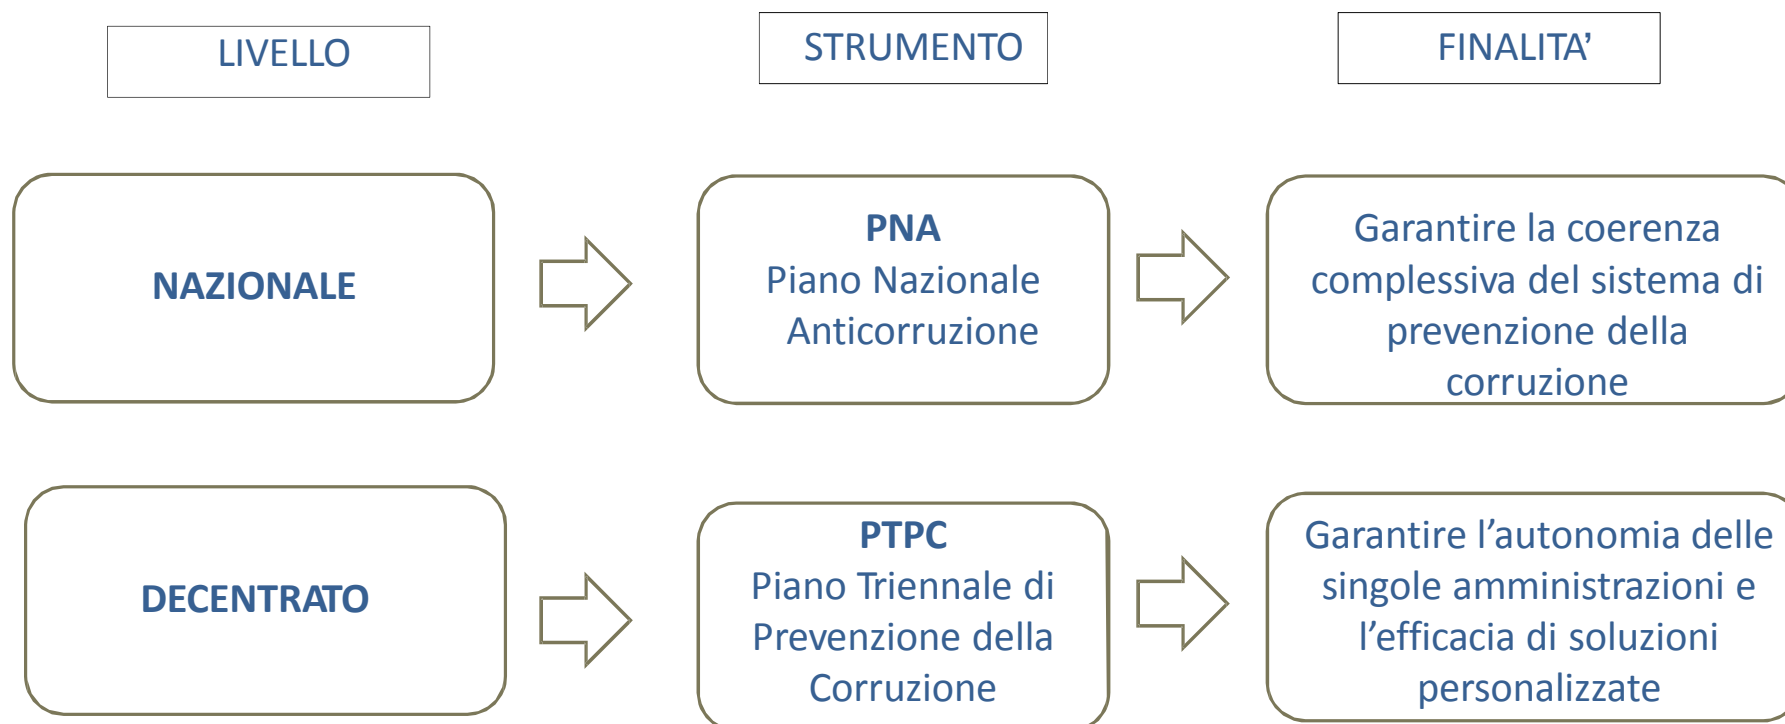 LIVELLO
STRUMENTO
FINALITA’
NAZIONALE
PNA
Piano Nazionale
Anticorruzione
Garantire la coerenza
complessiva del sistema di
prevenzione della
corruzione
DECENTRATO
PTPC
Piano Triennale di
Prevenzione della
Corruzione
Garantire l’autonomia delle
singole amministrazioni e
l’efficacia di soluzioni
personalizzate